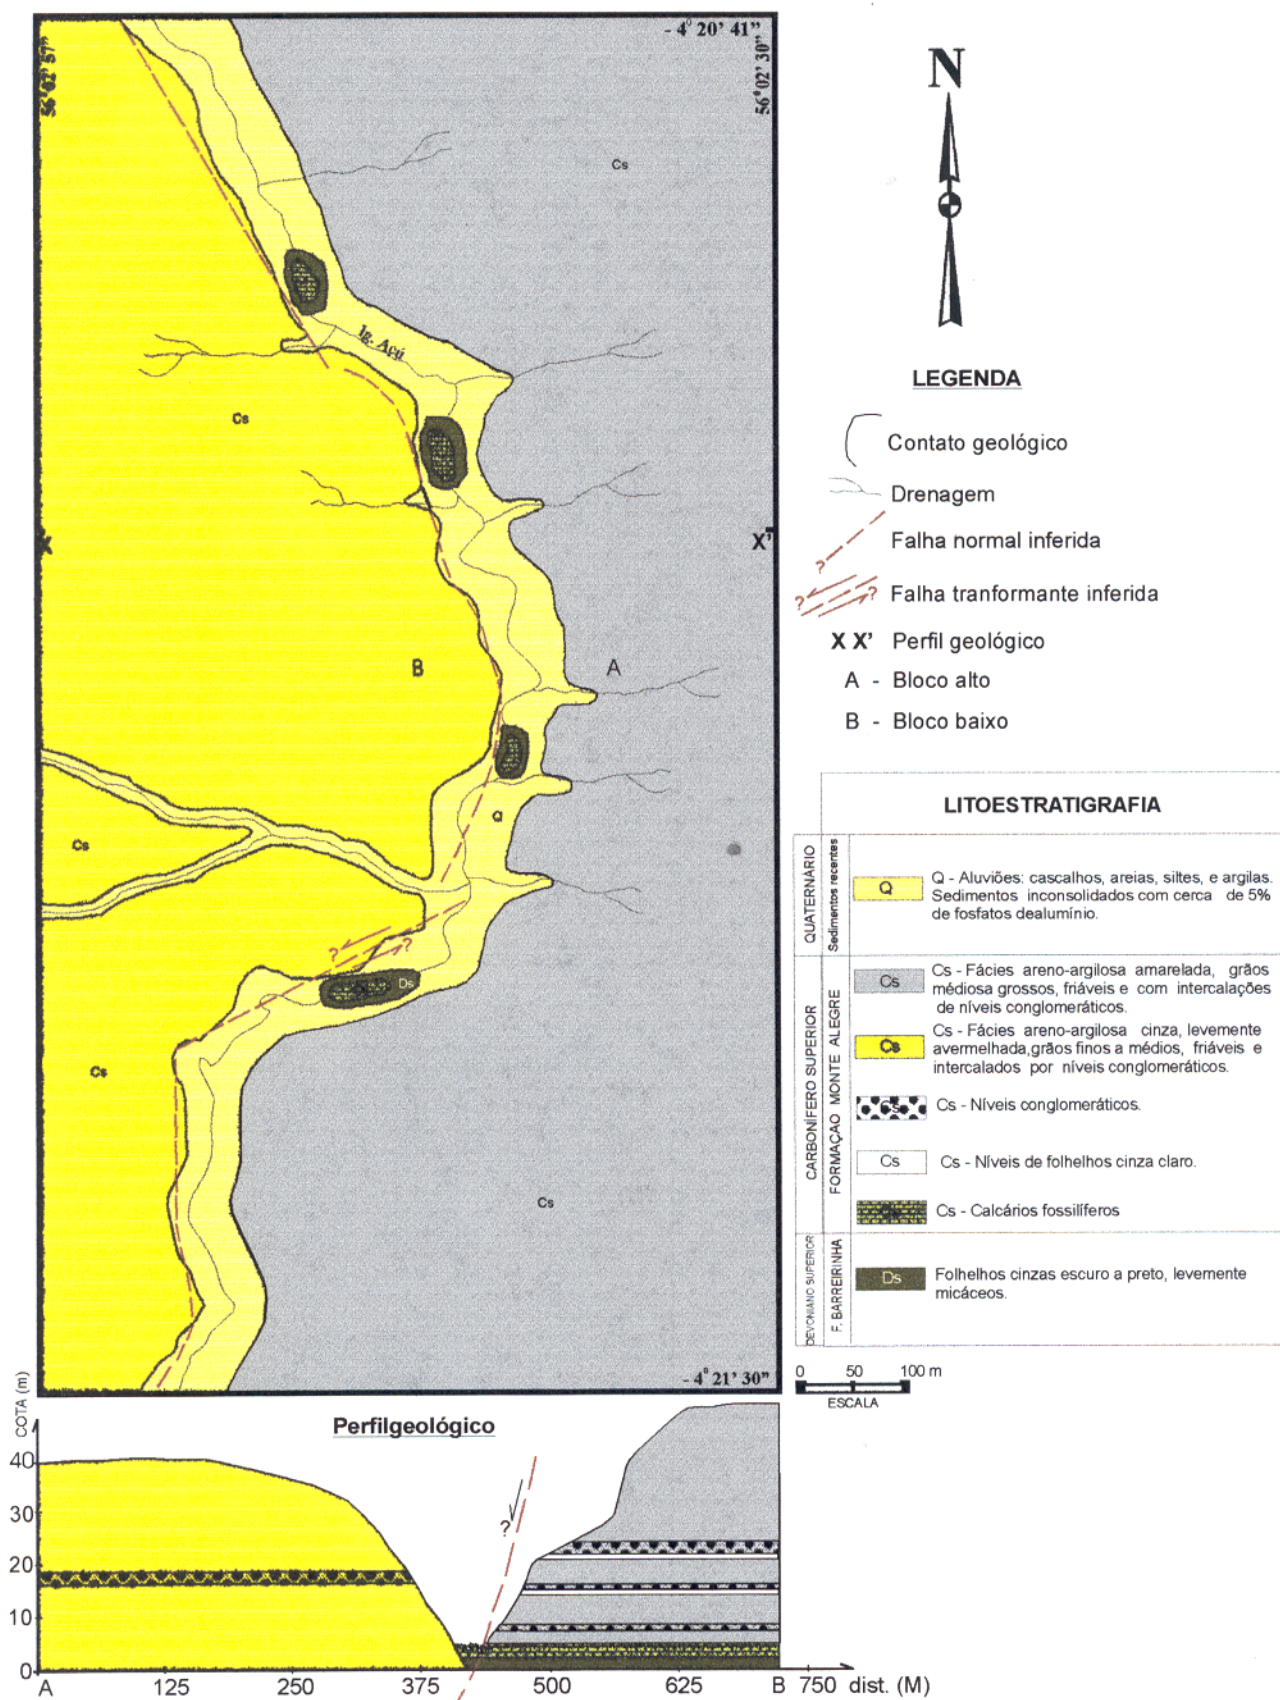 - 4° 20' 41"
56° 02' 57"
56° 02' 30"
N
Cs
Ig. Açú
Cs
X
X'
B
A
Cs
Q
?
?
Ds
Cs
Cs
- 4° 21' 30"
LEGENDA
Contato geológico
Drenagem
?
Falha normal inferida
? ?
Falha tranformante inferida
X X' Perfil geológico
A - Bloco alto
B - Bloco baixo
LITOESTRATIGRAFIA
QUATERNÁRIO
Sedimentos recentes
Q
Q - Aluviões: cascalhos, areias, siltes, e argilas.
Sedimentos inconsolidados com cerca de 5%
de fosfatos dealumínio.
CARBONÍFERO SUPERIOR
FORMAÇÃO MONTE ALEGRE
Cs
Cs - Fácies areno-argilosa amarelada, grãos
médiosa grossos, friáveis e com intercalações
de níveis conglomeráticos.
Cs
Cs - Fácies areno-argilosa cinza, levemente
avermelhada,grãos finos a médios, friáveis e
intercalados por níveis conglomeráticos.
Cs
Cs - Níveis conglomeráticos.
Cs
Cs - Níveis de folhelhos cinza claro.
Cs - Calcários fossilíferos
DEVONIANO SUPERIOR
F. BARREIRINHA
Ds
Folhelhos cinzas escuro a preto, levemente
micáceos.
0 50 100 m
ESCALA
COTA (m)
Perfilgeológico
40
30
20
10
0
?
A 125 250 375 500 625 B 750 dist. (M)